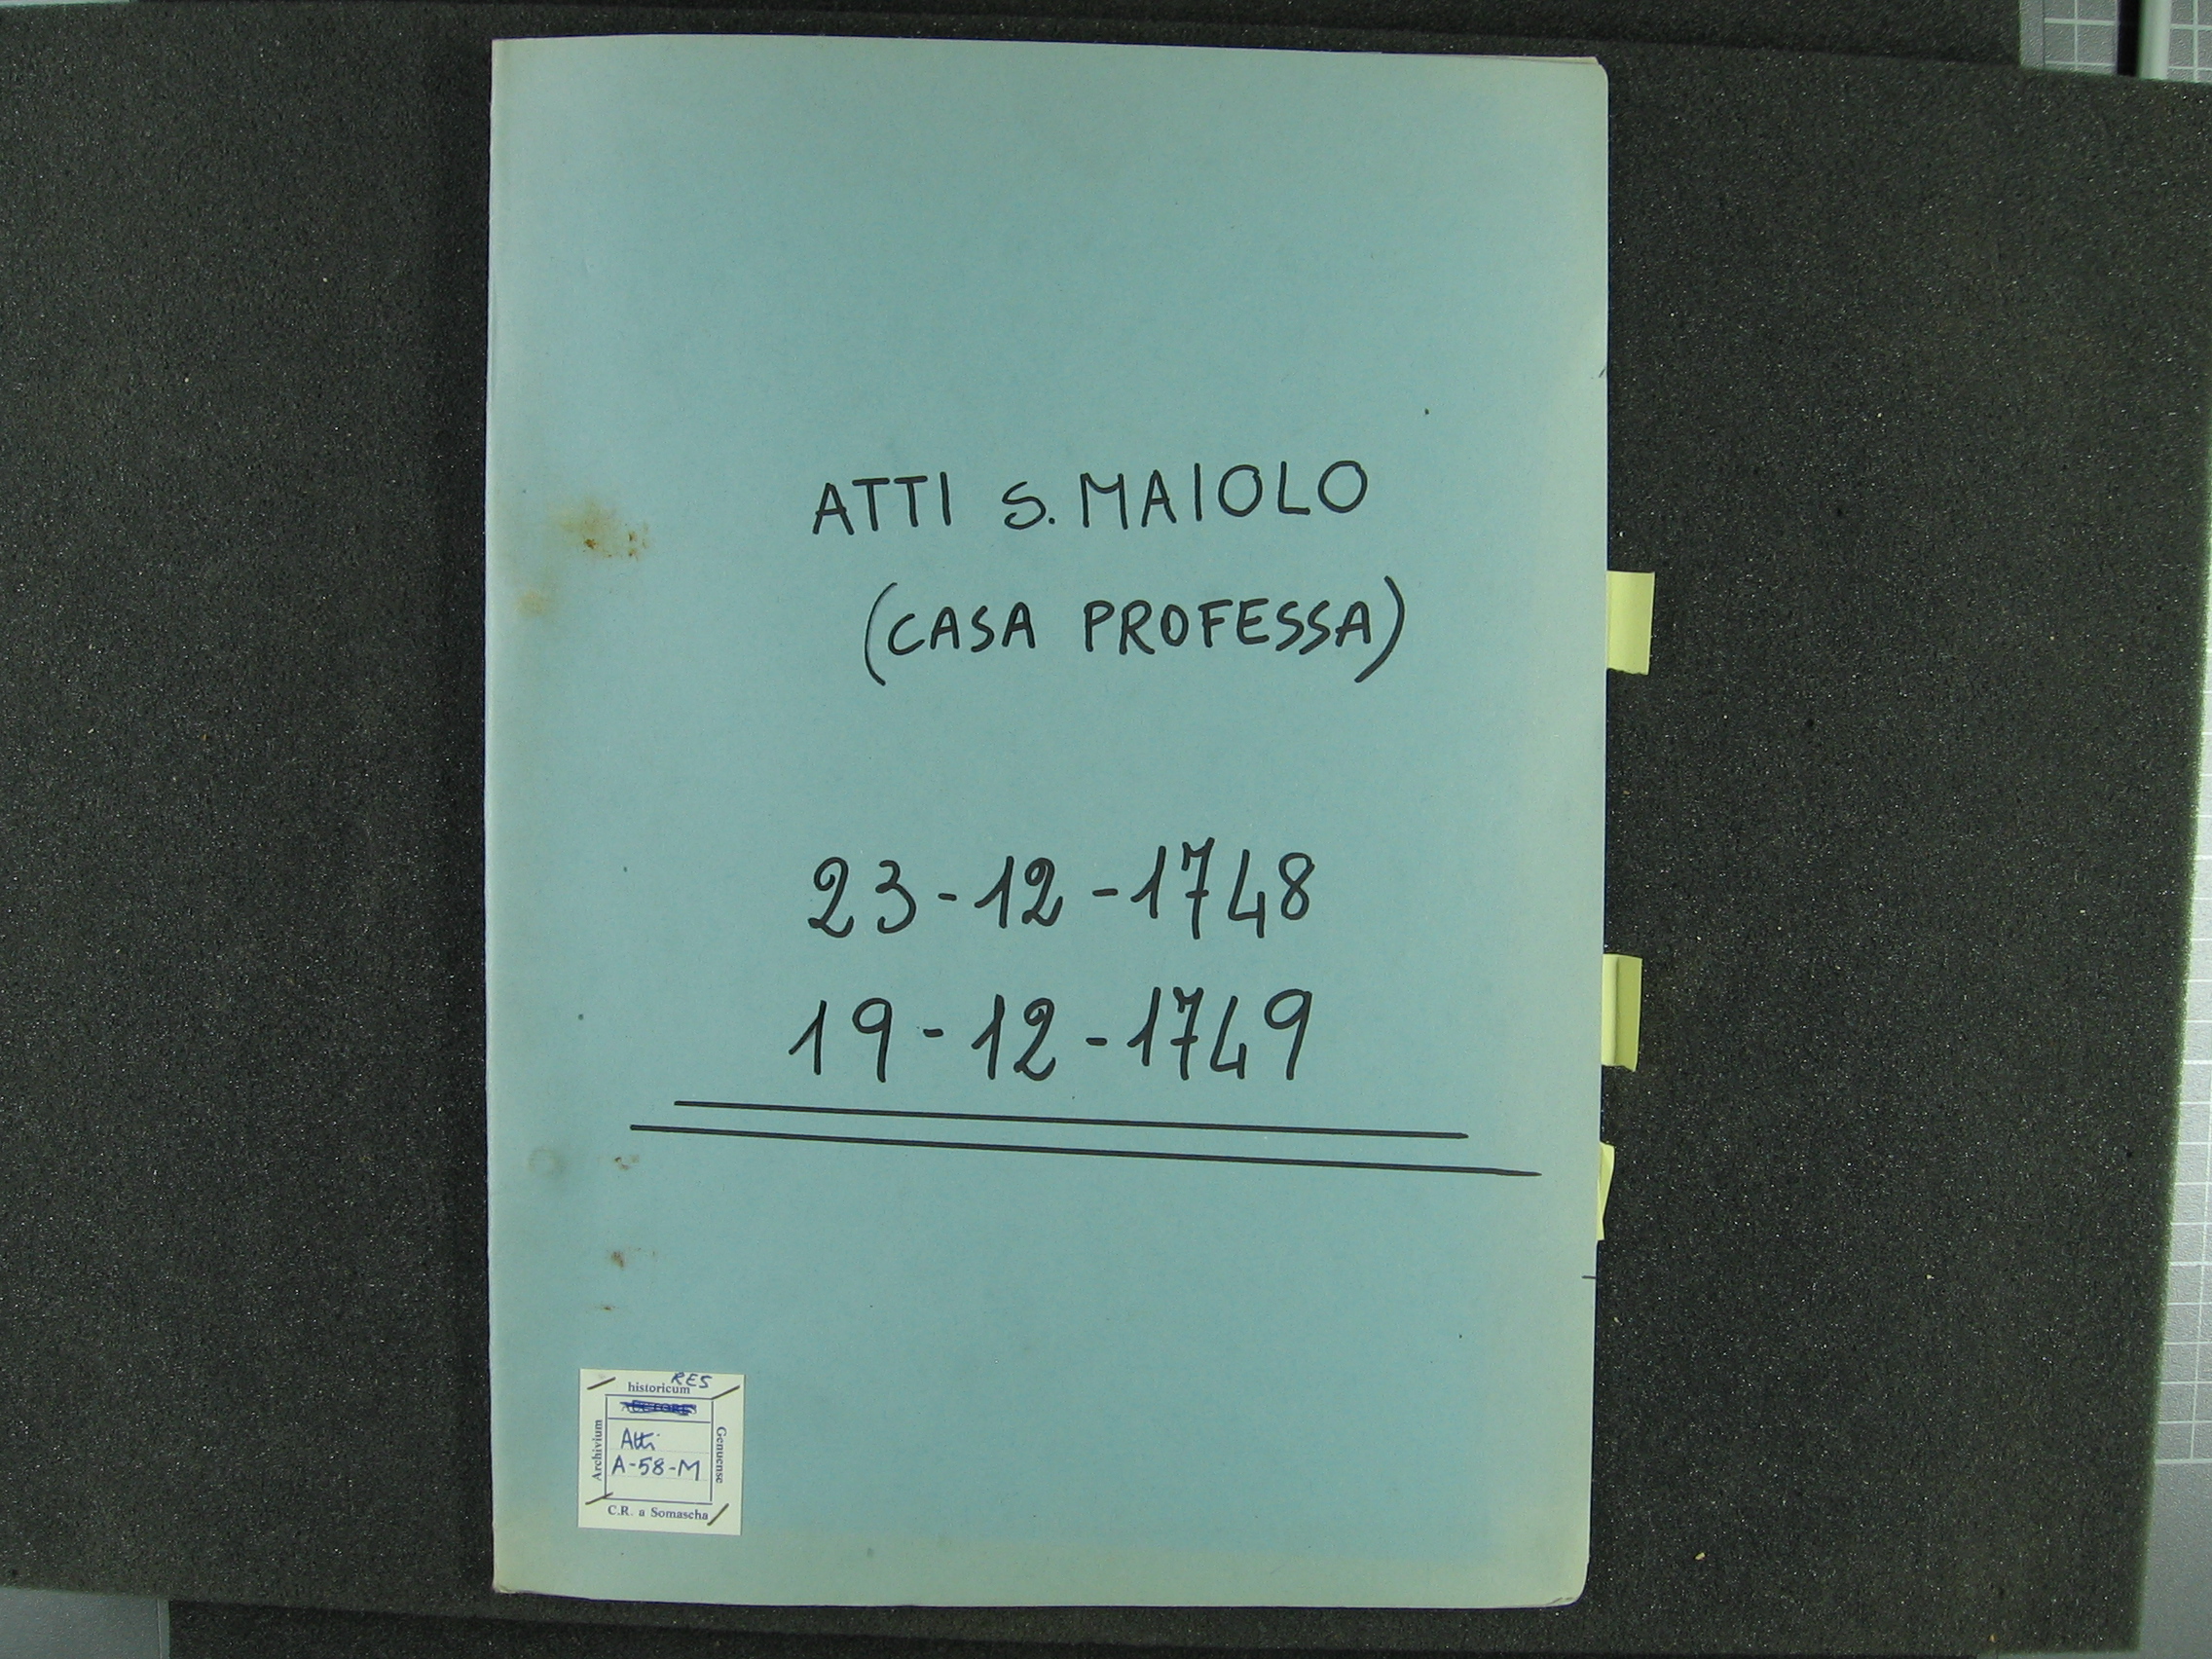 ATTI S. MAIOLO
(CASA PROFESSA)
23-12-1748
19-12-1749
RES
historicum
Archivium
Atti
A-58-M
Genuense
C.R. a Somascha